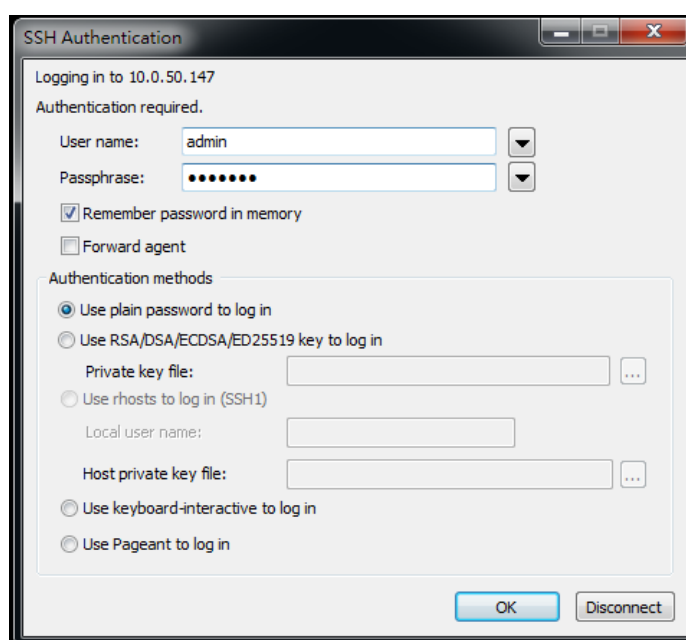 SSH Authentication
Logging in to 10.0.50.147
Authentication required.
User name: admin
Passphrase: •••••••
Remember password in memory
Forward agent
Authentication methods
Use plain password to log in
Use RSA/DSA/ECDSA/ED25519 key to log in
Private key file: ...
Use rhosts to log in (SSH1)
Local user name:
Host private key file: ...
Use keyboard-interactive to log in
Use Pageant to log in
OK Disconnect